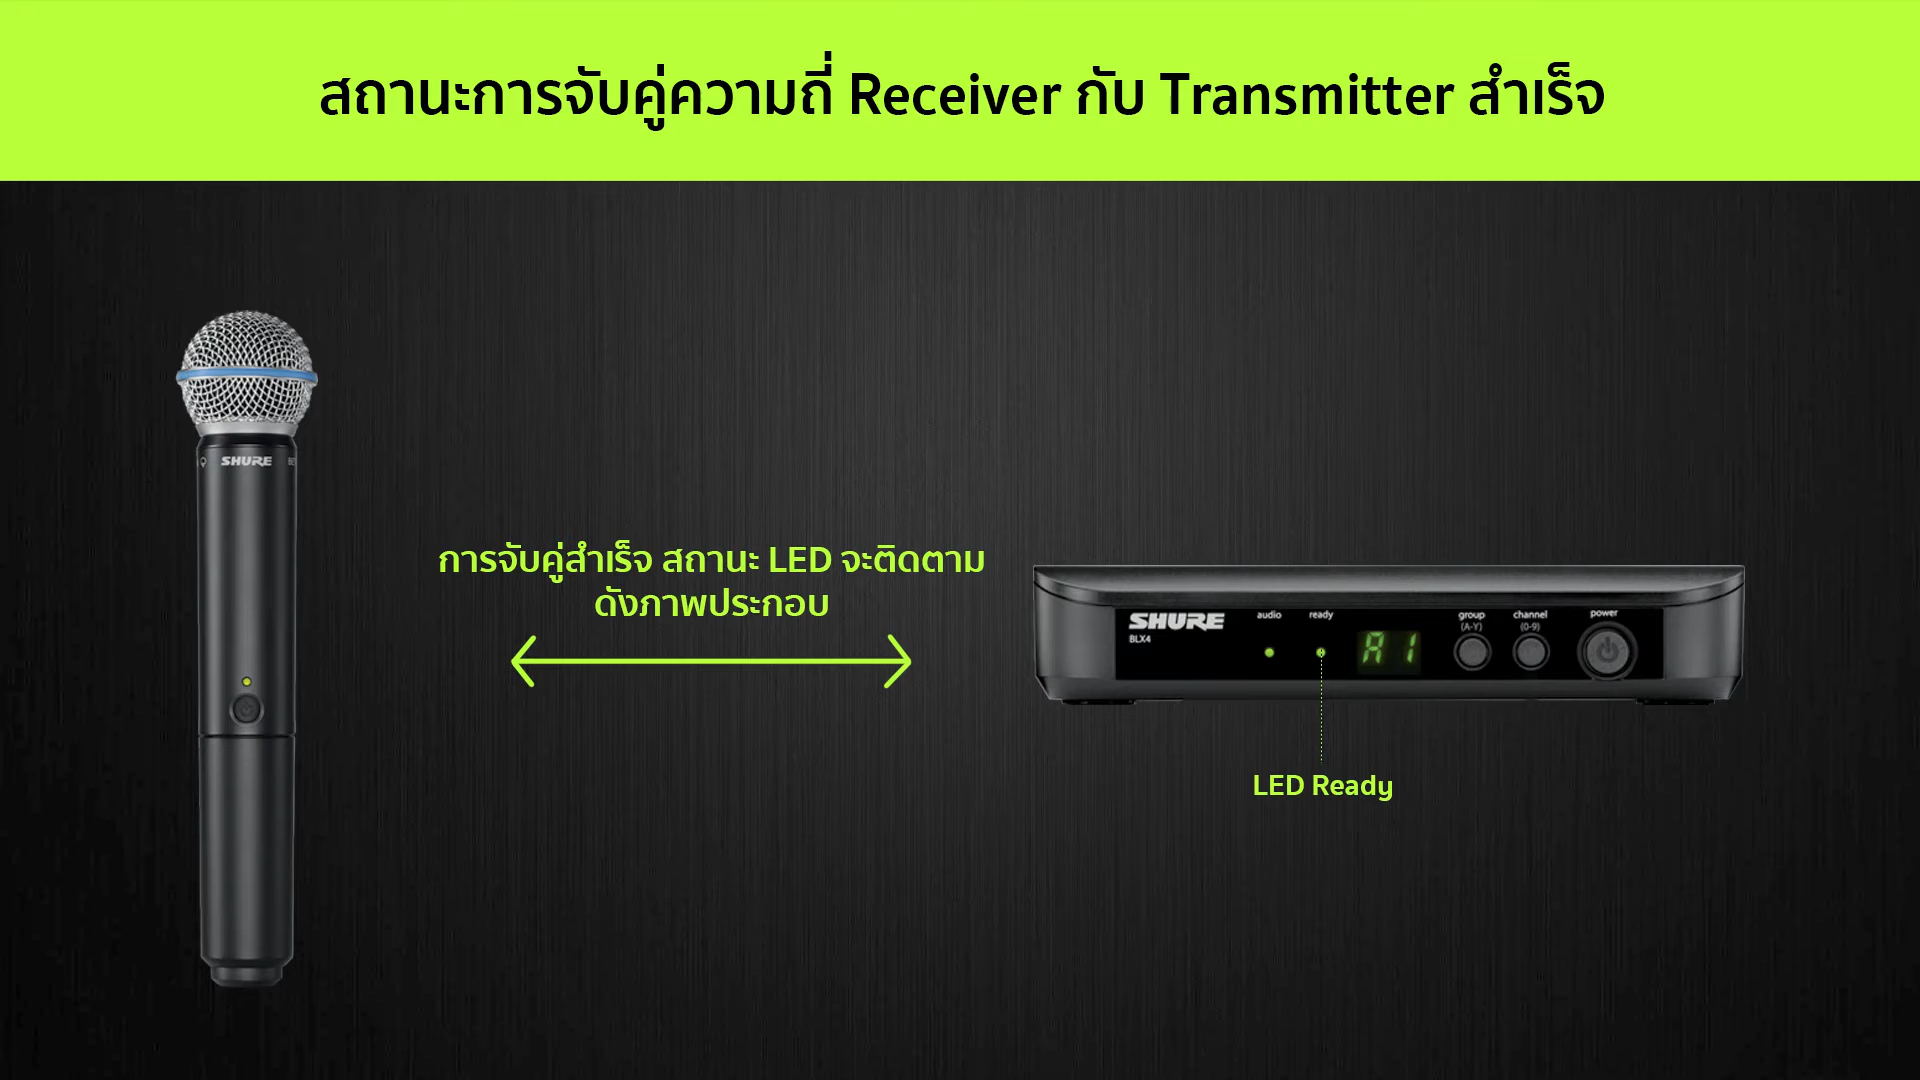 สถานะการจับคู่ความถี่ Receiver กับ Transmitter สำเร็จ
SHURE
การจับคู่สำเร็จ สถานะ LED จะติดตาม
ดังภาพประกอบ
SHURE
BLX4
audio
ready
A1
group
(A-Y)
channel
(0-9)
power
LED Ready